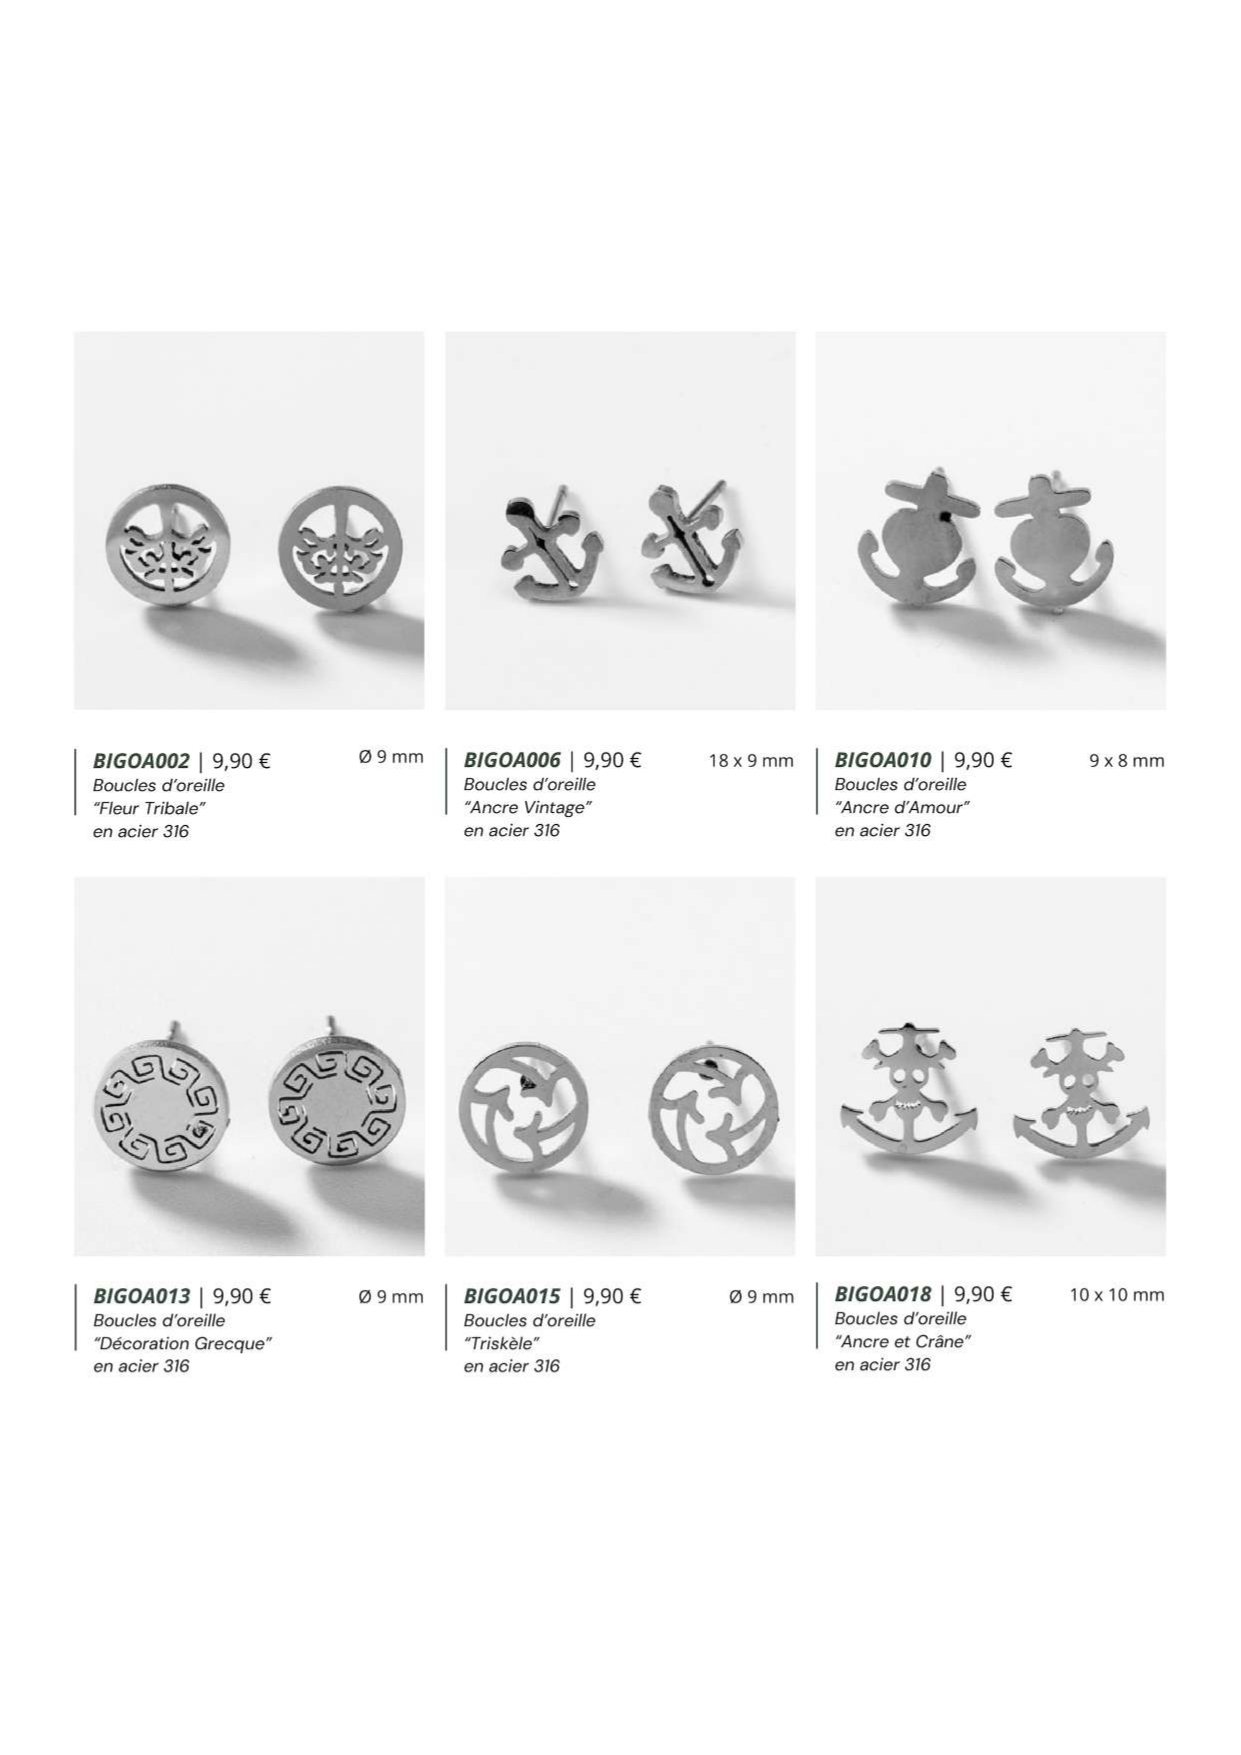 BIGOA002 | 9,90 €
Ø 9 mm
Boucles d’oreille
“Fleur Tribale”
en acier 316
BIGOA006 | 9,90 €
18 x 9 mm
Boucles d’oreille
“Ancre Vintage”
en acier 316
BIGOA010 | 9,90 €
9 x 8 mm
Boucles d’oreille
“Ancre d’Amour”
en acier 316
BIGOA013 | 9,90 €
Ø 9 mm
Boucles d’oreille
“Décoration Grecque”
en acier 316
BIGOA015 | 9,90 €
Ø 9 mm
Boucles d’oreille
“Triskèle”
en acier 316
BIGOA018 | 9,90 €
10 x 10 mm
Boucles d’oreille
“Ancre et Crâne”
en acier 316